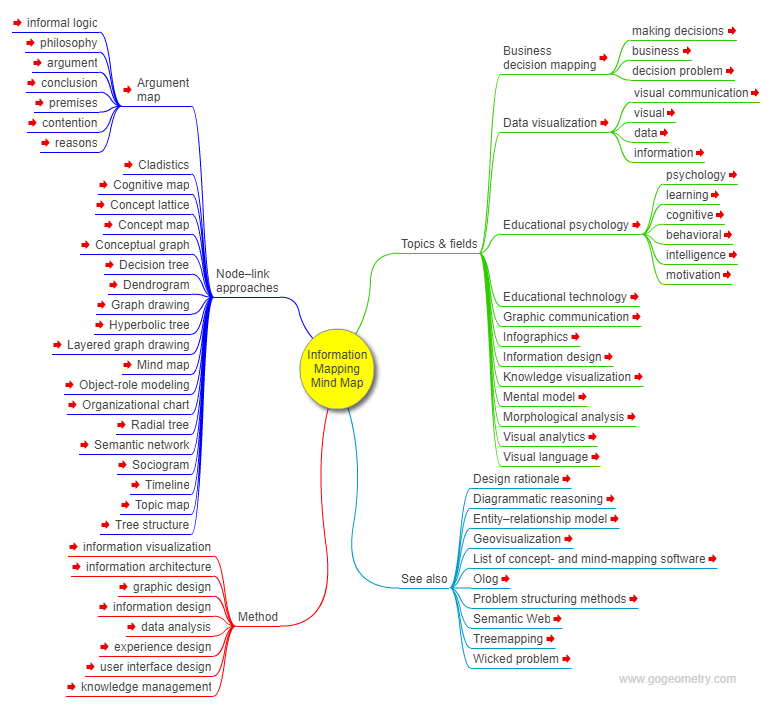 informal logic
philosophy
argument
conclusion
premises
contention
reasons
Argument
map
Cladistics
Cognitive map
Concept lattice
Concept map
Conceptual graph
Decision tree
Dendrogram
Graph drawing
Hyperbolic tree
Layered graph drawing
Mind map
Object-role modeling
Organizational chart
Radial tree
Semantic network
Sociogram
Timeline
Topic map
Tree structure
Node–link
approaches
information visualization
information architecture
graphic design
information design
data analysis
experience design
user interface design
knowledge management
Method
Information
Mapping
Mind Map
Topics & fields
Business
decision mapping
making decisions
business
decision problem
Data visualization
visual communication
visual
data
information
Educational psychology
psychology
learning
cognitive
behavioral
intelligence
motivation
Educational technology
Graphic communication
Infographics
Information design
Knowledge visualization
Mental model
Morphological analysis
Visual analytics
Visual language
See also
Design rationale
Diagrammatic reasoning
Entity–relationship model
Geovisualization
List of concept- and mind-mapping software
Olog
Problem structuring methods
Semantic Web
Treemapping
Wicked problem
www.gogeometry.com